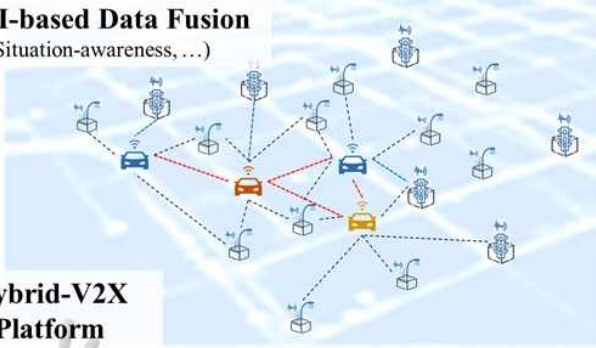 I-based Data Fusion
Situation-awareness, …)
ybrid-V2X
Platform